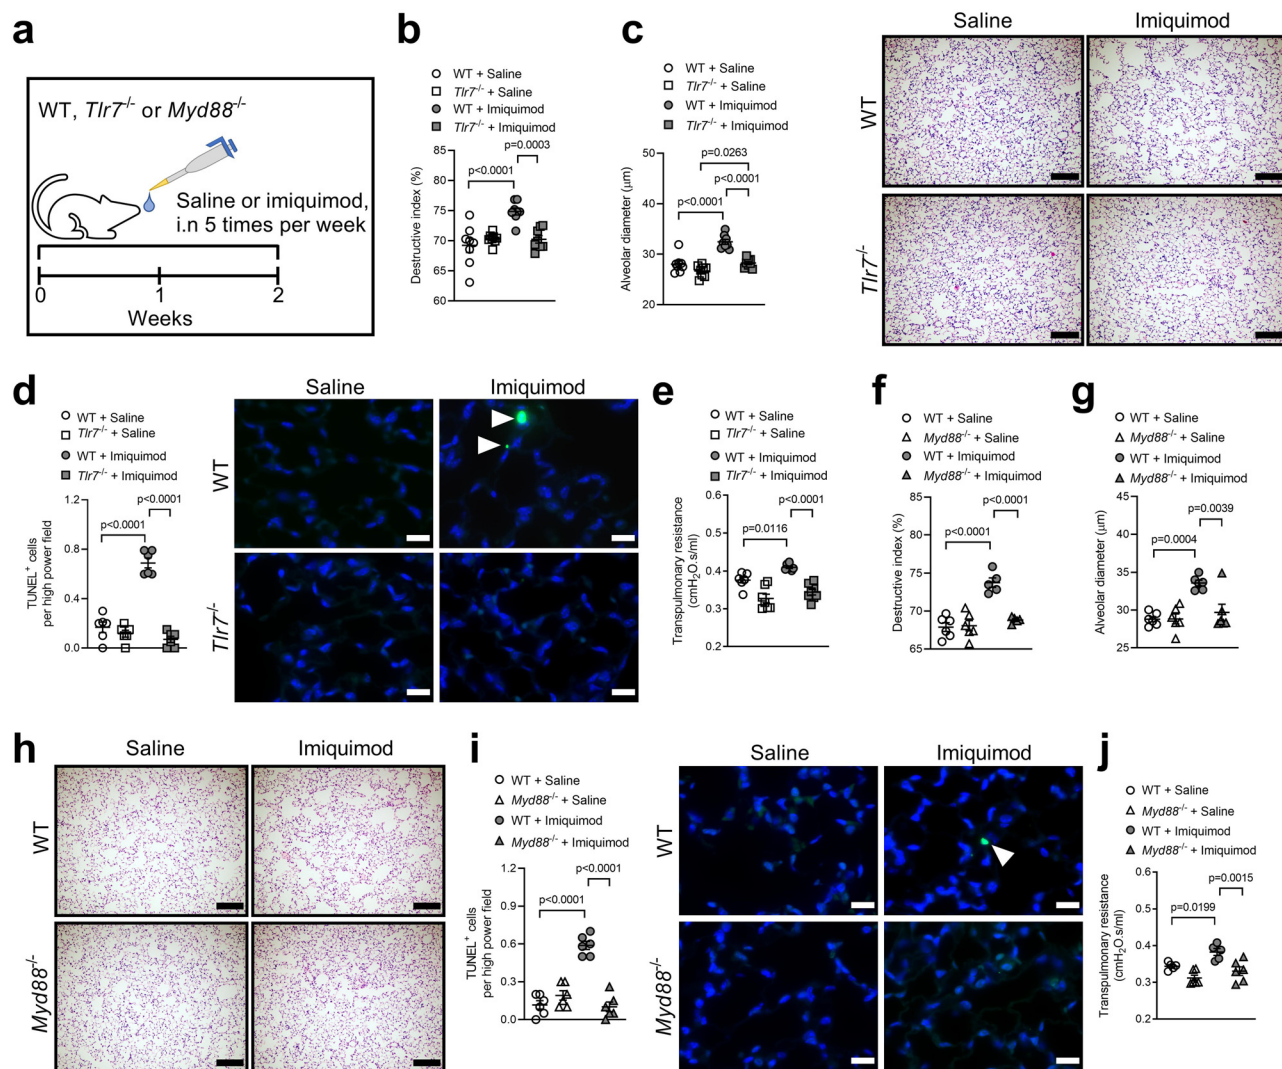 a
WT, Tlr7-/- or Myd88-/-
Saline or imiquimod,
i.n 5 times per week
0 1 2
Weeks
b
WT + Saline
Tlr7-/- + Saline
WT + Imiquimod
Tlr7-/- + Imiquimod
p=0.0003
p<0.0001
Destructive index (%)
85
80
75
70
65
60
c
WT + Saline
Tlr7-/- + Saline
WT + Imiquimod
Tlr7-/- + Imiquimod
p=0.0263
p<0.0001
p<0.0001
Alveolar diameter (μm)
50
40
30
20
Saline Imiquimod
WT
Tlr7-/-
d
WT + Saline
Tlr7-/- + Saline
WT + Imiquimod
Tlr7-/- + Imiquimod
p<0.0001
p<0.0001
TUNEL+ cells
per high power field
1.2
0.8
0.4
0.0
Saline Imiquimod
WT
Tlr7-/-
e
WT + Saline
Tlr7-/- + Saline
WT + Imiquimod
Tlr7-/- + Imiquimod
p<0.0001
p=0.0116
Transpulmonary resistance
(cmH2O.s/ml)
0.6
0.4
0.3
0.2
f
WT + Saline
Myd88-/- + Saline
WT + Imiquimod
Myd88-/- + Imiquimod
p<0.0001
p<0.0001
Destructive index (%)
85
80
75
70
65
g
WT + Saline
Myd88-/- + Saline
WT + Imiquimod
Myd88-/- + Imiquimod
p=0.0039
p=0.0004
Alveolar diameter (μm)
45
40
35
30
25
h
Saline Imiquimod
WT
Myd88-/-
i
WT + Saline
Myd88-/- + Saline
WT + Imiquimod
Myd88-/- + Imiquimod
p<0.0001
p<0.0001
TUNEL+ cells
per high power field
1.2
0.9
0.6
0.3
0.0
Saline Imiquimod
WT
Myd88-/-
j
WT + Saline
Myd88-/- + Saline
WT + Imiquimod
Myd88-/- + Imiquimod
p=0.0015
p=0.0199
Transpulmonary resistance
(cmH2O.s/ml)
0.6
0.4
0.3
0.2